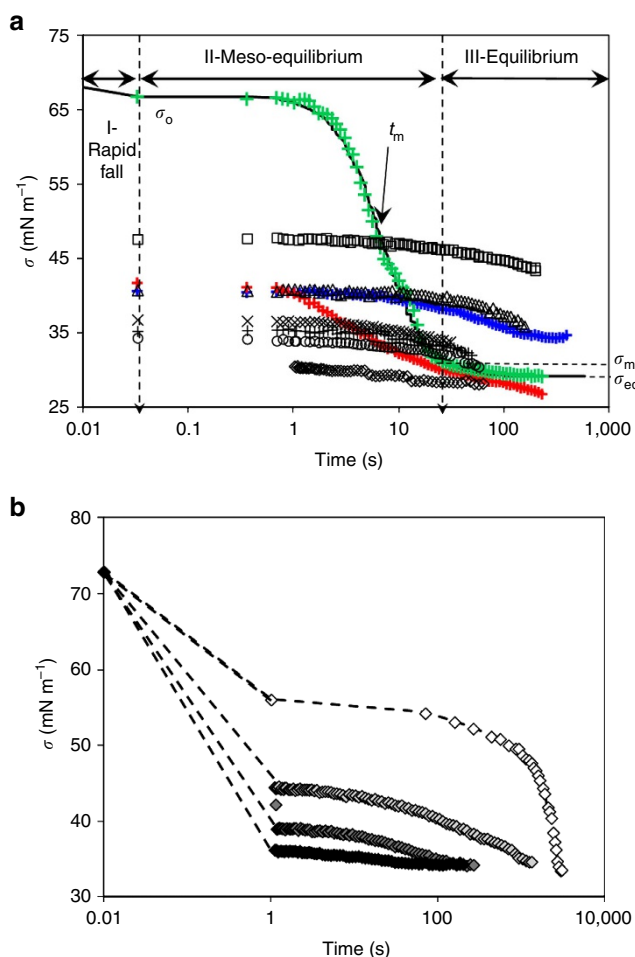 a
75
65
55
45
35
25
σ (mN m⁻¹)
II-Meso-equilibrium
III-Equilibrium
I-
Rapid
fall
σo
tm
σm
σeq
0.01
1
10
100
1,000
Time (s)
b
80
70
60
50
40
30
σ (mN m⁻¹)
0.01
1
100
10,000
Time (s)